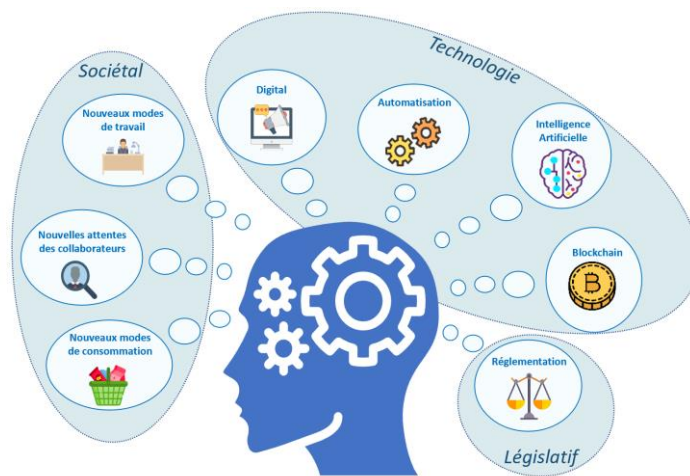 Sociétal
Nouveaux modes
de travail
Nouvelles attentes
des collaborateurs
Nouveaux modes
de consommation
Technologie
Digital
Automatisation
Intelligence
Artificielle
Blockchain
Réglementation
Législatif